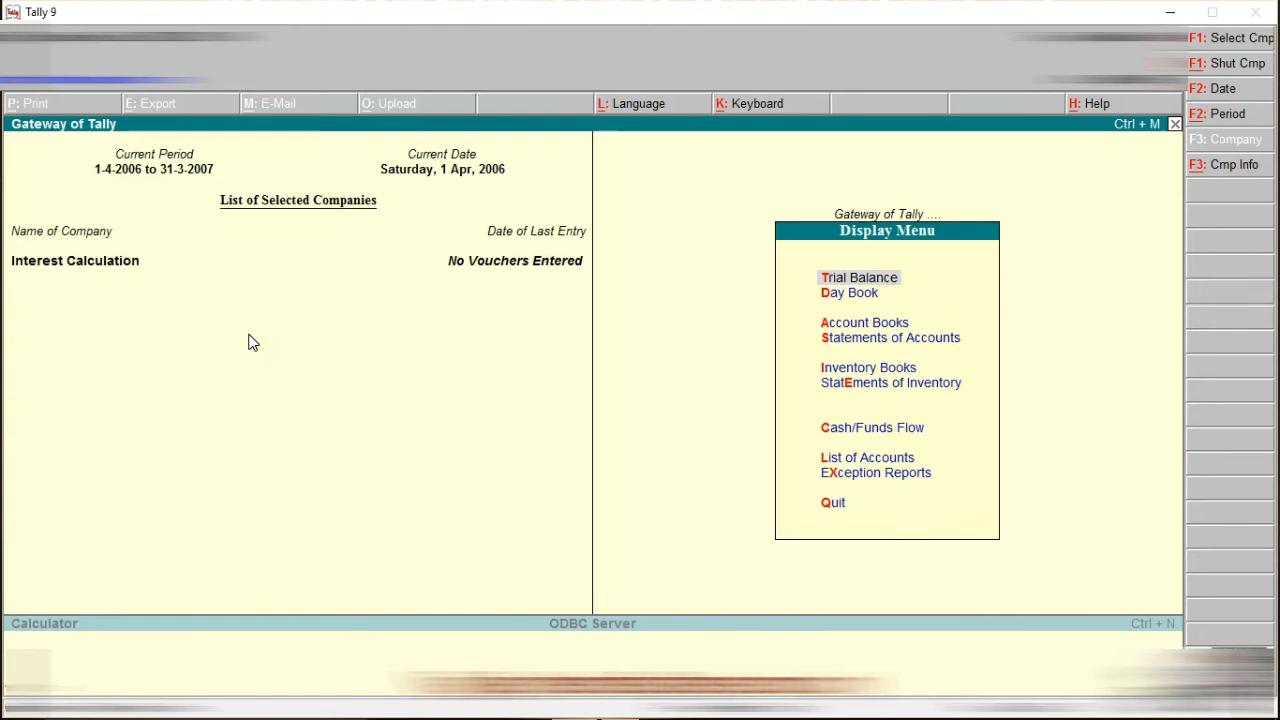 Tally 9
F1: Select Cmp
F1: Shut Cmp
F2: Date
F2: Period
F3: Company
F3: Cmp Info
P: Print E: Export M: E-Mail O: Upload L: Language K: Keyboard H: Help
Gateway of Tally Ctrl + M
Current Period Current Date
1-4-2006 to 31-3-2007 Saturday, 1 Apr, 2006
List of Selected Companies
Name of Company Date of Last Entry
Interest Calculation No Vouchers Entered
Gateway of Tally ....
Display Menu
Trial Balance
Day Book
Account Books
Statements of Accounts
Inventory Books
StatEments of Inventory
Cash/Funds Flow
List of Accounts
EXception Reports
Quit
Calculator ODBC Server Ctrl + N